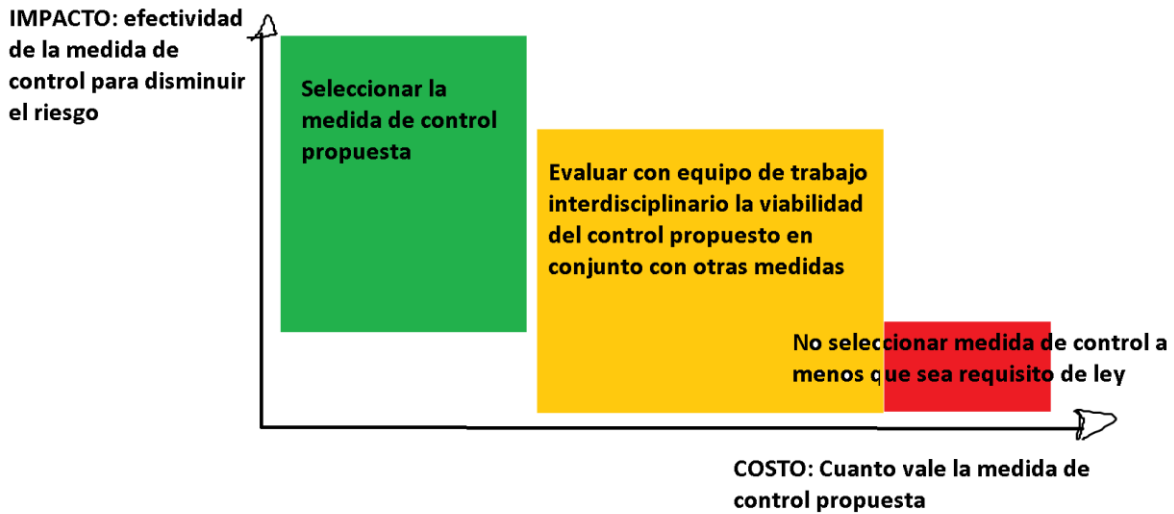 IMPACTO: efectividad
de la medida de
control para disminuir
el riesgo
Seleccionar la
medida de control
propuesta
Evaluar con equipo de trabajo
interdisciplinario la viabilidad
del control propuesto en
conjunto con otras medidas
No seleccionar medida de control a
menos que sea requisito de ley
COSTO: Cuanto vale la medida de
control propuesta